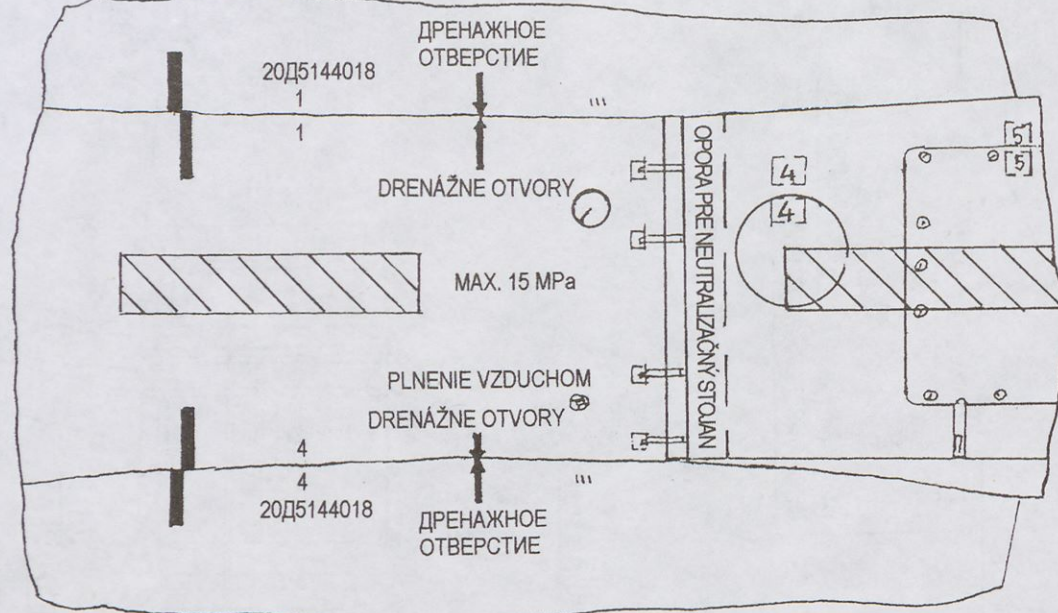 ДРЕНАЖНОЕ
ОТВЕРСТИЕ
20Д5144018
1
1
DRENÁŽNE OTVORY
OPORA PRE NEUTRALIZAČNÝ STOJAN
[4]
[4]
[5]
[5]
MAX. 15 MPa
PLNENIE VZDUCHOM
DRENÁŽNE OTVORY
4
4
20Д5144018
ДРЕНАЖНОЕ
ОТВЕРСТИЕ